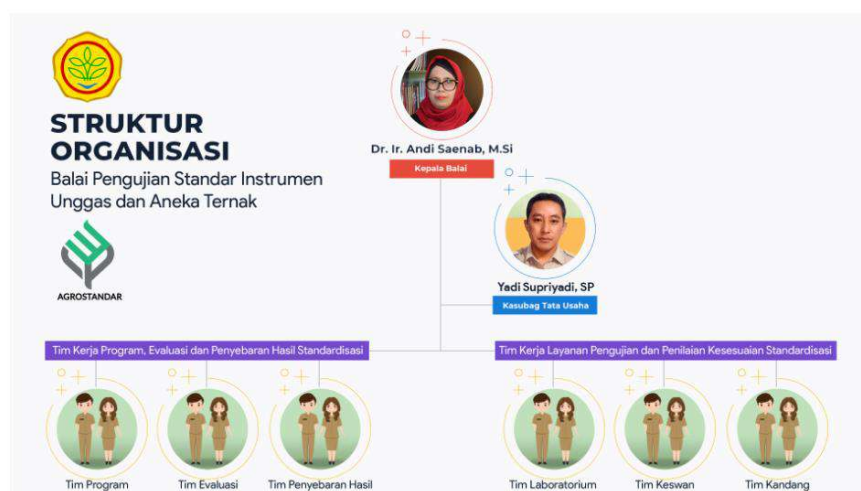 STRUKTUR
ORGANISASI
Balai Pengujian Standar Instrumen
Unggas dan Aneka Ternak
AGROSTANDAR
Dr. Ir. Andi Saenab, M.Si
Kepala Balai
Yadi Supriyadi, SP
Kasubag Tata Usaha
Tim Kerja Program, Evaluasi dan Penyebaran Hasil Standardisasi
Tim Kerja Layanan Pengujian dan Penilaian Kesesuaian Standardisasi
Tim Program
Tim Evaluasi
Tim Penyebaran Hasil
Tim Laboratorium
Tim Keswan
Tim Kandang